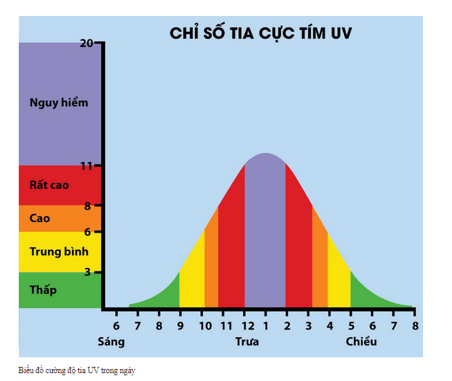 CHỈ SỐ TIA CỰC TÍM UV
20
Nguy hiểm
11
Rất cao
8
Cao
6
Trung bình
3
Thấp
6 7 8 9 10 11 12 1 2 3 4 5 6 7 8
Sáng Trưa Chiều
Biểu đồ cường độ tia UV trong ngày